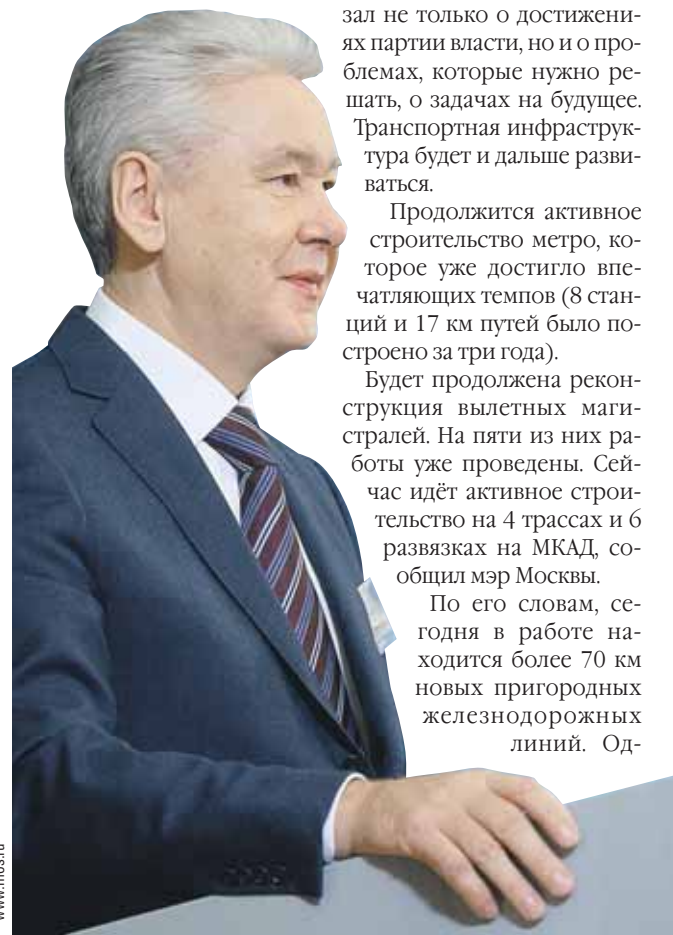 зал не только о достижени-
ях партии власти, но и о про-
блемах, которые нужно ре-
шать, о задачах на будущее.
Транспортная инфраструк-
тура будет и дальше разви-
ваться.
Продолжится активное
строительство метро, ко-
торое уже достигло впе-
чатляющих темпов (8 стан-
ций и 17 км путей было по-
строено за три года).
Будет продолжена рекон-
струкция вылетных маги-
стралей. На пяти из них ра-
боты уже проведены. Сей-
час идёт активное строи-
тельство на 4 трассах и 6
развязках на МКАД, со-
общил мэр Москвы.
По его словам, се-
годня в работе на-
ходится более 70 км
новых пригородных
железнодорожных
линий. Од-
www.mos.ru